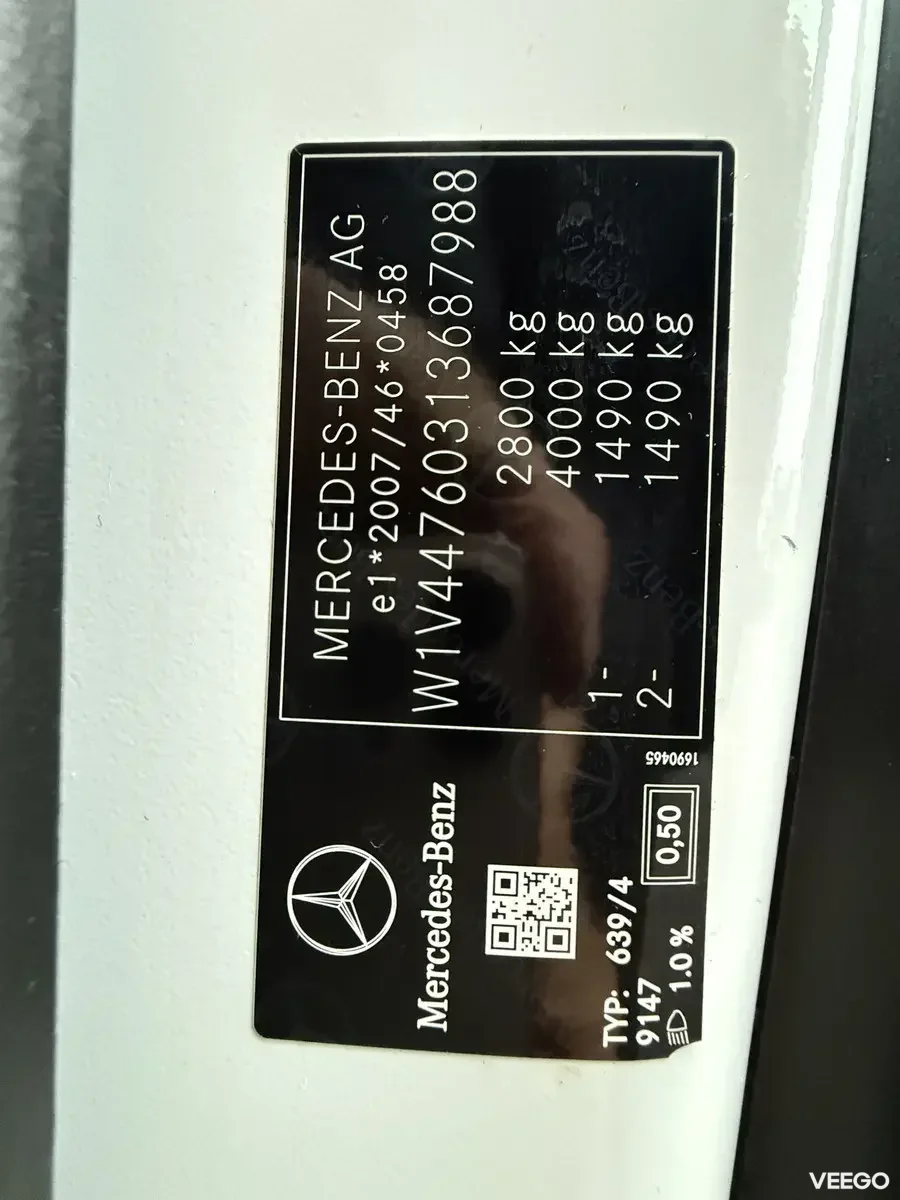 MERCEDES-BENZ AG
e1*2007/46*0458
W1V44760313687988
2800 kg
4000 kg
1- 1490 kg
2- 1490 kg
Mercedes-Benz
TYP: 639/4
9147
1.0%
0,50
1690465
VEEGO